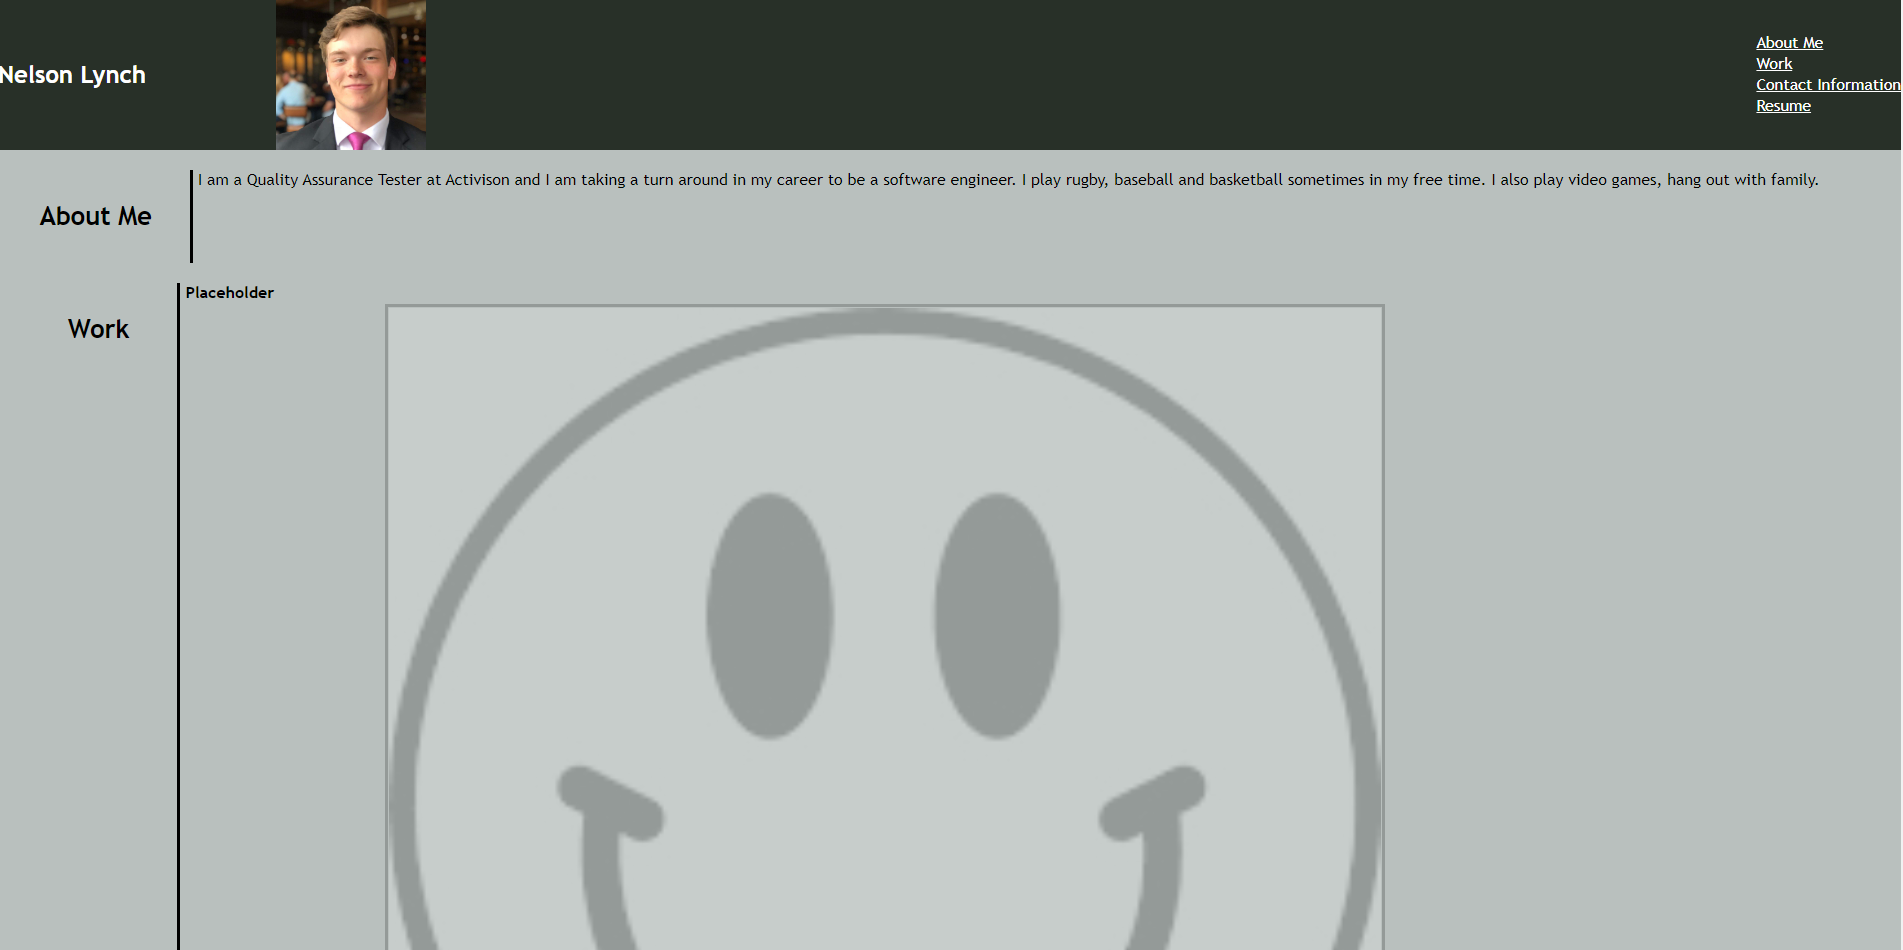 Nelson Lynch
About Me
Work
Contact Information
Resume
About Me
I am a Quality Assurance Tester at Activison and I am taking a turn around in my career to be a software engineer. I play rugby, baseball and basketball sometimes in my free time. I also play video games, hang out with family.
Work
Placeholder